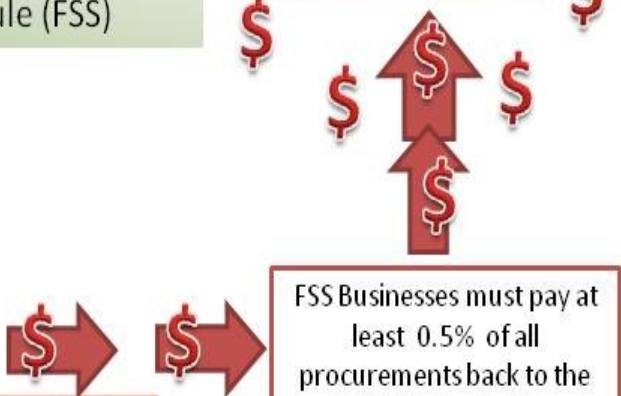 ule (FSS)
$
$
$
$
$
$
FSS Businesses must pay at
least 0.5% of all
procurements back to the
$
$